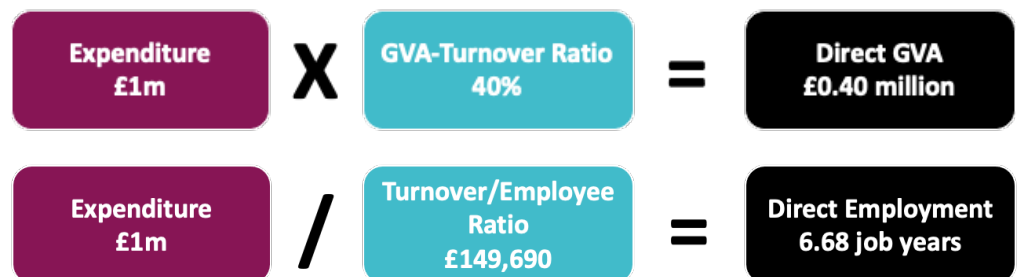 Expenditure
£1m
X
GVA-Turnover Ratio
40%
=
Direct GVA
£0.40 million
Expenditure
£1m
/
Turnover/Employee
Ratio
£149,690
=
Direct Employment
6.68 job years